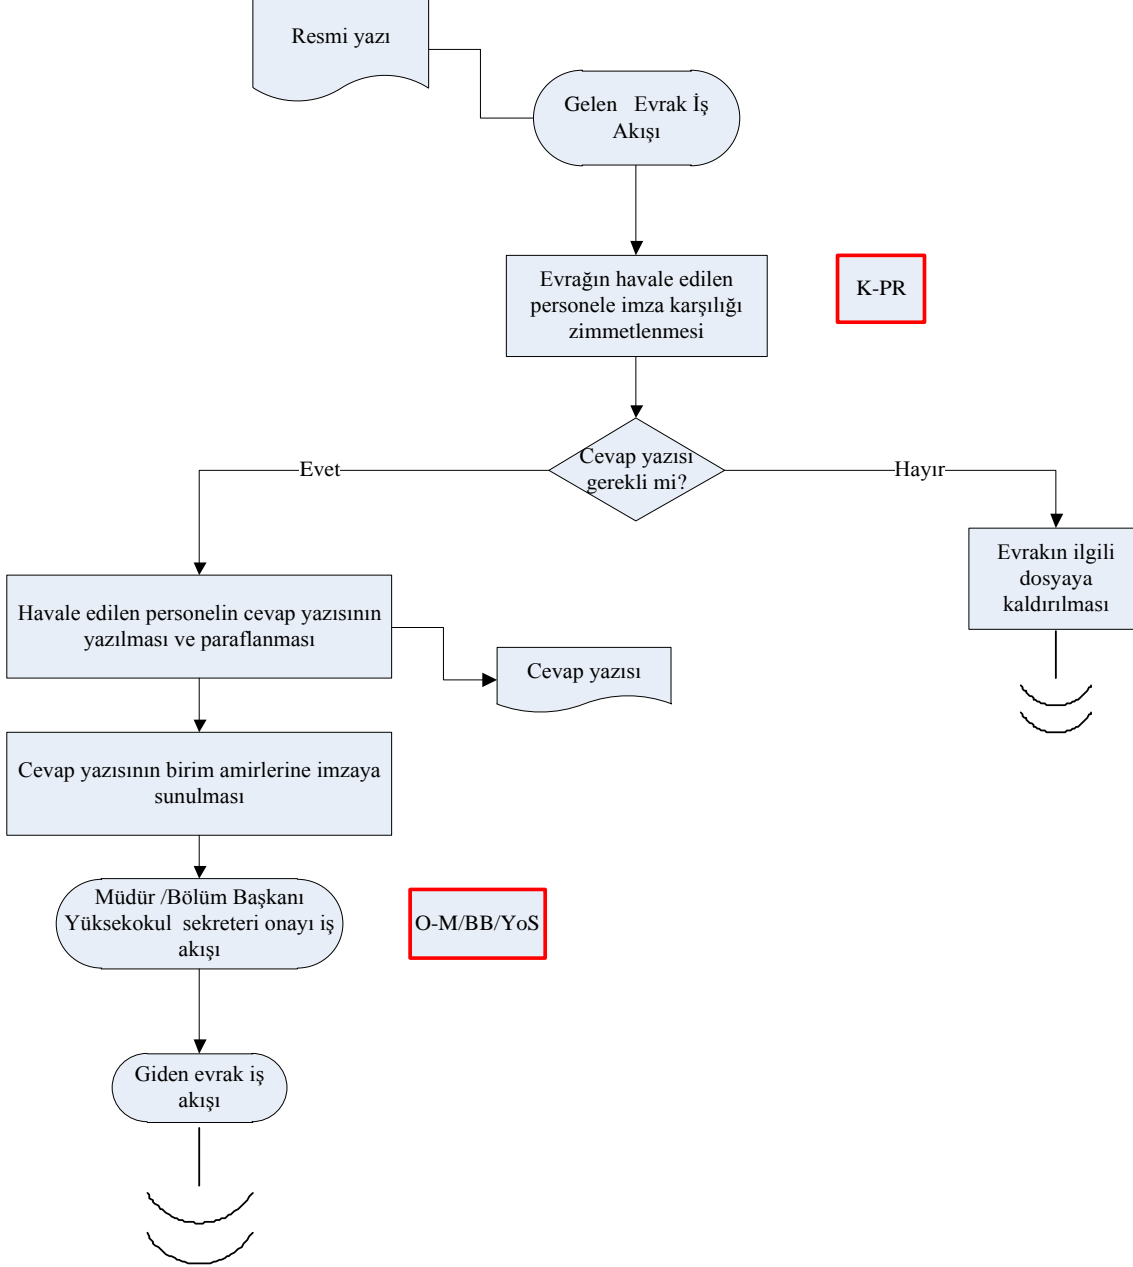 Resmi yazı
Gelen   Evrak İş
Akışı
Evrağın havale edilen
personele imza karşılığı
zimmetlenmesi
K-PR
Cevap yazısı
gerekli mi?
Evet
Hayır
Evrakın ilgili
dosyaya
kaldırılması
Havale edilen personelin cevap yazısının
yazılması ve paraflanması
Cevap yazısı
Cevap yazısının birim amirlerine imzaya
sunulması
Müdür /Bölüm Başkanı
Yüksekokul  sekreteri onayı iş
akışı
O-M/BB/YoS
Giden evrak iş
akışı